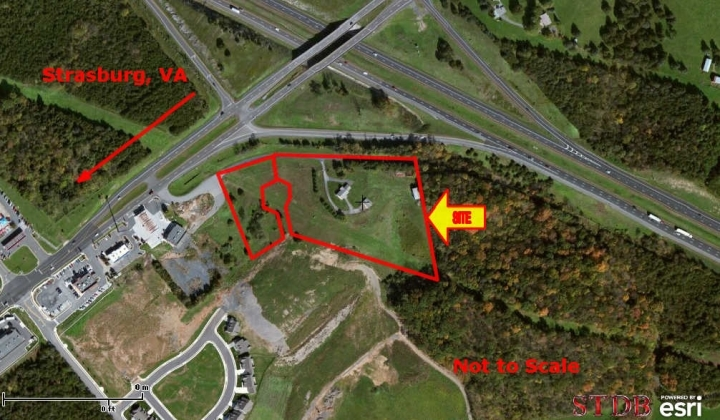 Strasburg, VA
SITE
Not to Scale
0 m
0 ft
STDB
POWERED BY
esri